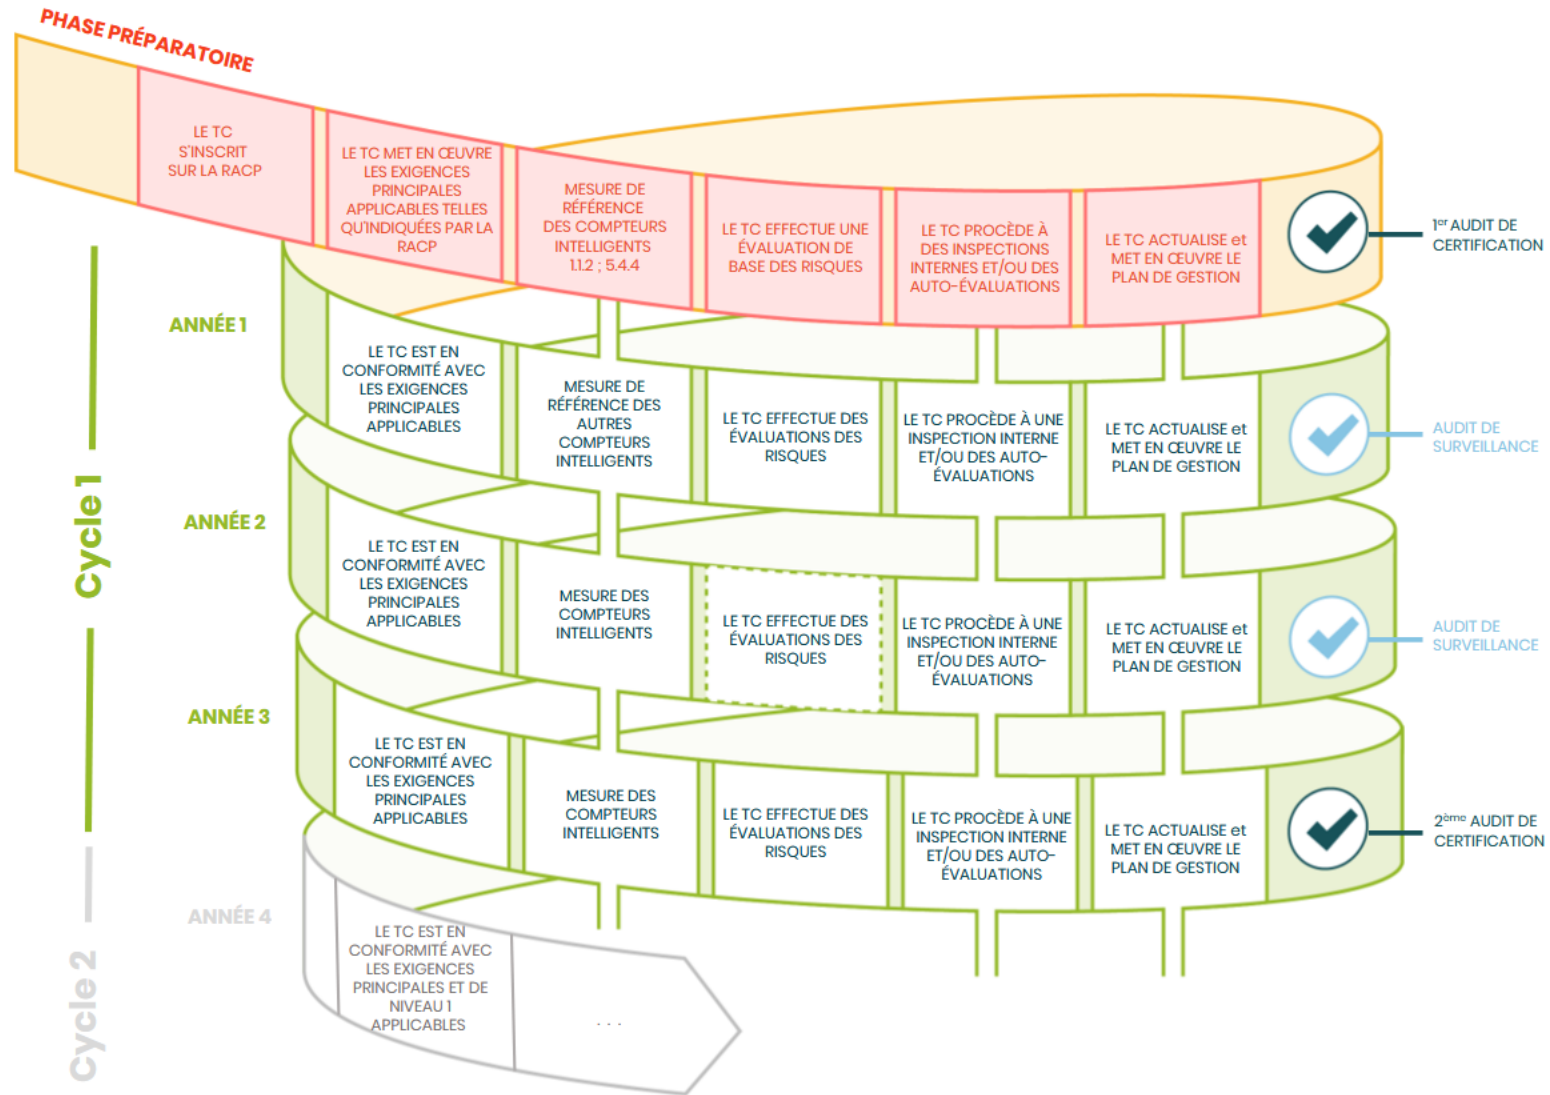 PHASE PRÉPARATOIRE
LE TC
S'INSCRIT
SUR LA RACP
LE TC MET EN ŒUVRE
LES EXIGENCES
PRINCIPALES
APPLICABLES TELLES
QU'INDIQUÉES PAR LA
RACP
MESURE DE
RÉFÉRENCE
DES COMPTEURS
INTELLIGENTS
1.1.2 ; 5.4.4
LE TC EFFECTUE UNE
ÉVALUATION DE
BASE DES RISQUES
LE TC PROCÈDE À
DES INSPECTIONS
INTERNES ET/OU DES
AUTO-ÉVALUATIONS
LE TC ACTUALISE et
MET EN ŒUVRE LE
PLAN DE GESTION
1er AUDIT DE
CERTIFICATION
Cycle 1
ANNÉE 1
LE TC EST EN
CONFORMITÉ AVEC
LES EXIGENCES
PRINCIPALES
APPLICABLES
MESURE DE
RÉFÉRENCE DES
AUTRES
COMPTEURS
INTELLIGENTS
LE TC EFFECTUE DES
ÉVALUATIONS DES
RISQUES
LE TC PROCÈDE À UNE
INSPECTION INTERNE
ET/OU DES AUTO-
ÉVALUATIONS
LE TC ACTUALISE et
MET EN ŒUVRE LE
PLAN DE GESTION
AUDIT DE
SURVEILLANCE
ANNÉE 2
LE TC EST EN
CONFORMITÉ AVEC
LES EXIGENCES
PRINCIPALES
APPLICABLES
MESURE DES
COMPTEURS
INTELLIGENTS
LE TC EFFECTUE DES
ÉVALUATIONS DES
RISQUES
LE TC PROCÈDE À UNE
INSPECTION INTERNE
ET/OU DES AUTO-
ÉVALUATIONS
LE TC ACTUALISE et
MET EN ŒUVRE LE
PLAN DE GESTION
AUDIT DE
SURVEILLANCE
ANNÉE 3
LE TC EST EN
CONFORMITÉ AVEC
LES EXIGENCES
PRINCIPALES
APPLICABLES
MESURE DES
COMPTEURS
INTELLIGENTS
LE TC EFFECTUE DES
ÉVALUATIONS DES
RISQUES
LE TC PROCÈDE À UNE
INSPECTION INTERNE
ET/OU DES AUTO-
ÉVALUATIONS
LE TC ACTUALISE et
MET EN ŒUVRE LE
PLAN DE GESTION
2ème AUDIT DE
CERTIFICATION
Cycle 2
ANNÉE 4
LE TC EST EN
CONFORMITÉ AVEC
LES EXIGENCES
PRINCIPALES ET DE
NIVEAU 1
APPLICABLES
...